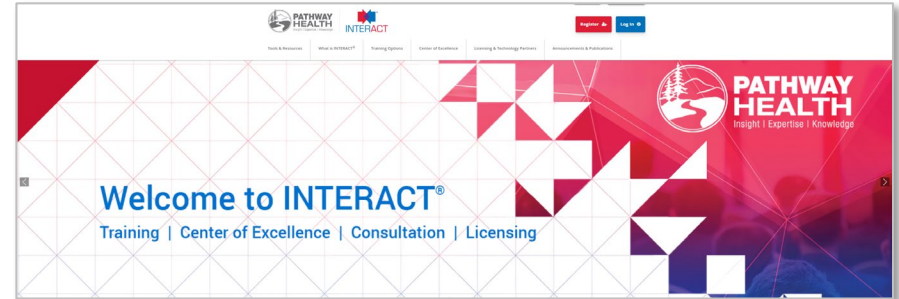 PATHWAY
HEALTH
INTERACT
Register
Log In
Tools & Resources
What is INTERACT®
Training Options
Center of Excellence
Licensing & Technology Partners
Announcements & Publications
PATHWAY
HEALTH
Insight | Expertise | Knowledge
Welcome to INTERACT®
Training | Center of Excellence | Consultation | Licensing